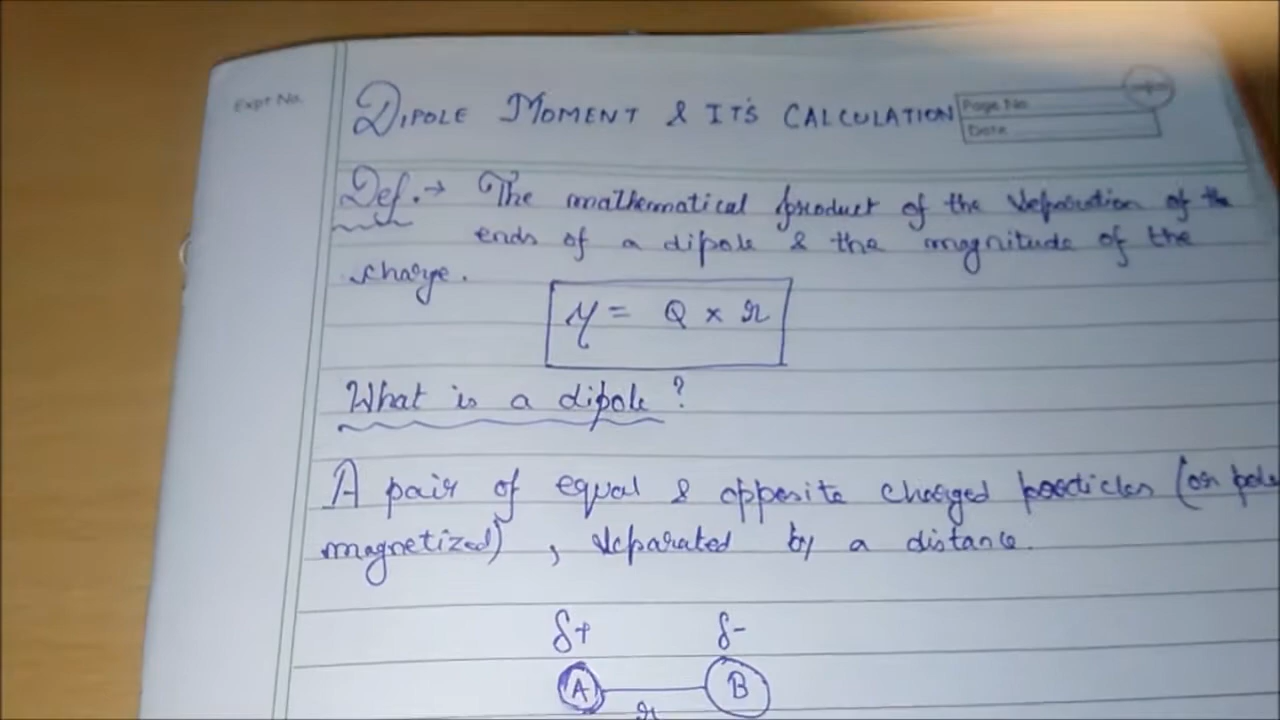 Expt No.
DIPOLE MOMENT & IT'S CALCULATION
Page No
Date
Def. → The mathematical product of the separation of the
ends of a dipole & the magnitude of the
charge.
μ = Q × r
What is a dipole ?
A pair of equal & opposite charged particles (or pole
magnetized) , separated by a distance.
δ+ δ-
A B
r